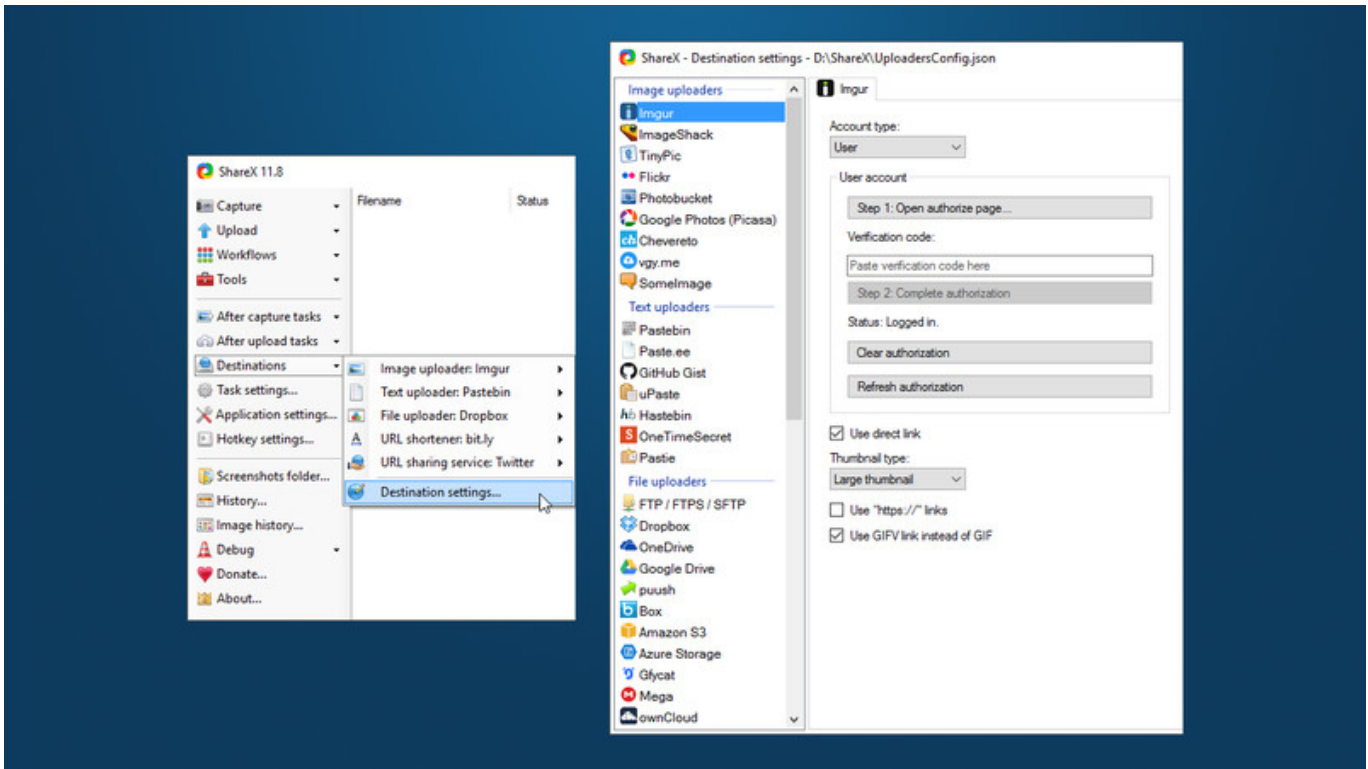 ShareX 11.8
Capture
Upload
Workflows
Tools
After capture tasks
After upload tasks
Destinations
Task settings...
Application settings...
Hotkey settings...
Screenshots folder...
History...
Image history...
Debug
Donate...
About...
Filename Status
Image uploader: Imgur
Text uploader: Pastebin
File uploader: Dropbox
URL shortener: bit.ly
URL sharing service: Twitter
Destination settings...
ShareX - Destination settings - D:\ShareX\UploadersConfig.json
Image uploaders
Imgur
ImageShack
TinyPic
Flickr
Photobucket
Google Photos (Picasa)
Chevereto
vgy.me
SomeImage
Text uploaders
Pastebin
Paste.ee
GitHub Gist
uPaste
Hastebin
OneTimeSecret
Pastie
File uploaders
FTP / FTPS / SFTP
Dropbox
OneDrive
Google Drive
puush
Box
Amazon S3
Azure Storage
Gfycat
Mega
ownCloud
Imgur
Account type:
User
User account
Step 1: Open authorize page...
Verification code:
Paste verification code here
Step 2: Complete authorization
Status: Logged in.
Clear authorization
Refresh authorization
Use direct link
Thumbnail type:
Large thumbnail
Use "https://" links
Use GIFV link instead of GIF